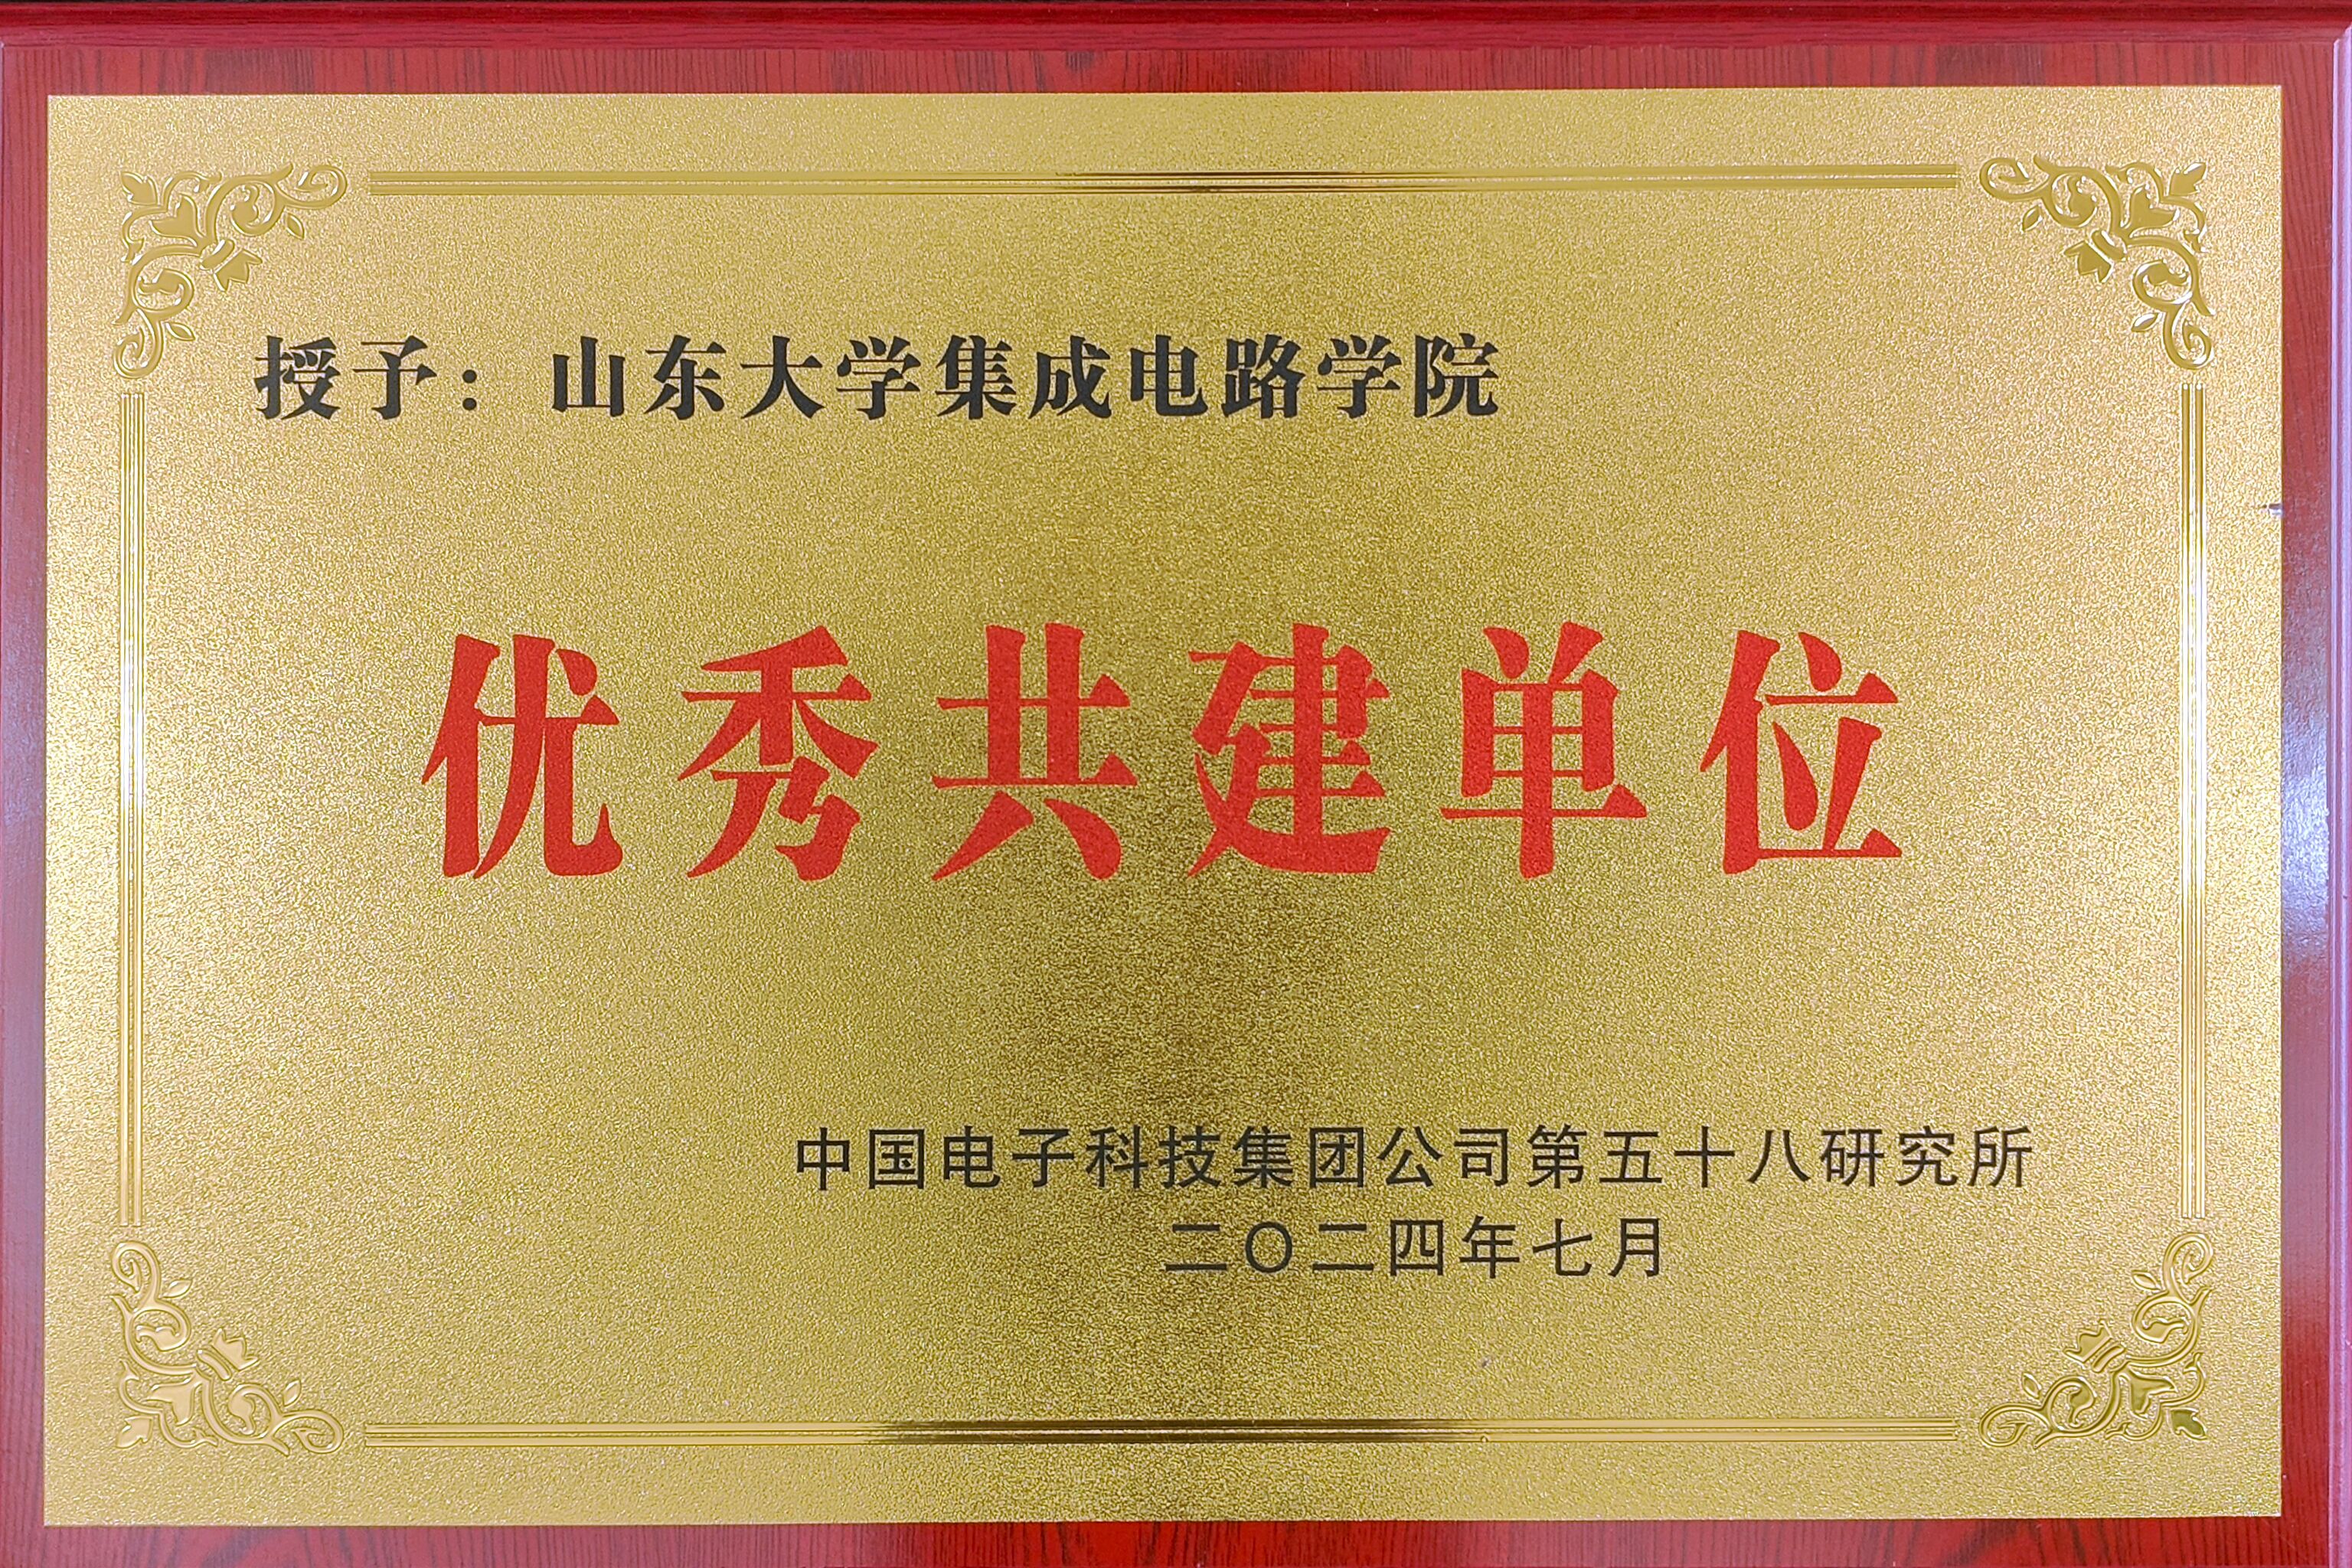 授予：山东大学集成电路学院
优秀共建单位
中国电子科技集团公司第五十八研究所
二〇二四年七月